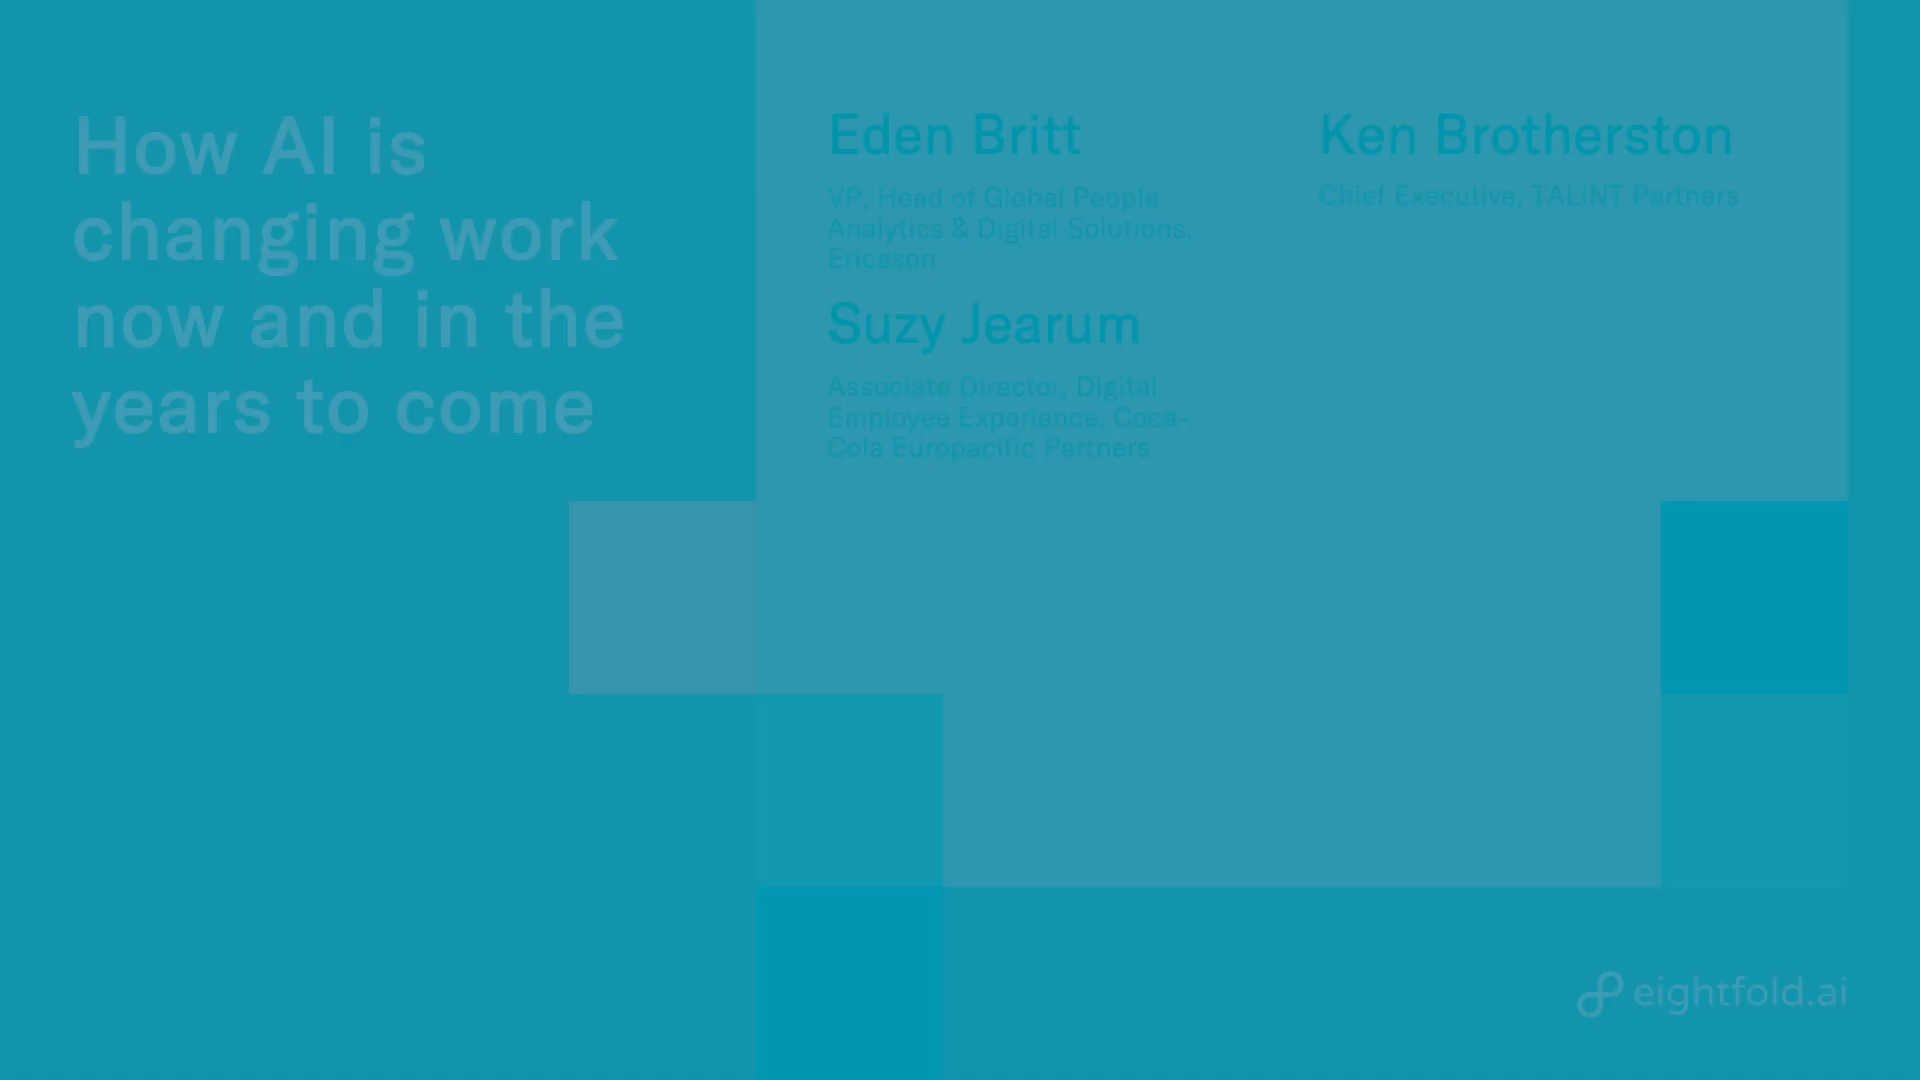 How AI is
changing work
now and in the
years to come
Eden Britt
VP, Head of Global People
Analytics & Digital Solutions,
Ericsson
Suzy Jearum
Associate Director, Digital
Employee Experience, Coca-
Cola Europacific Partners
Ken Brotherston
Chief Executive, TALiNT Partners
eightfold.ai